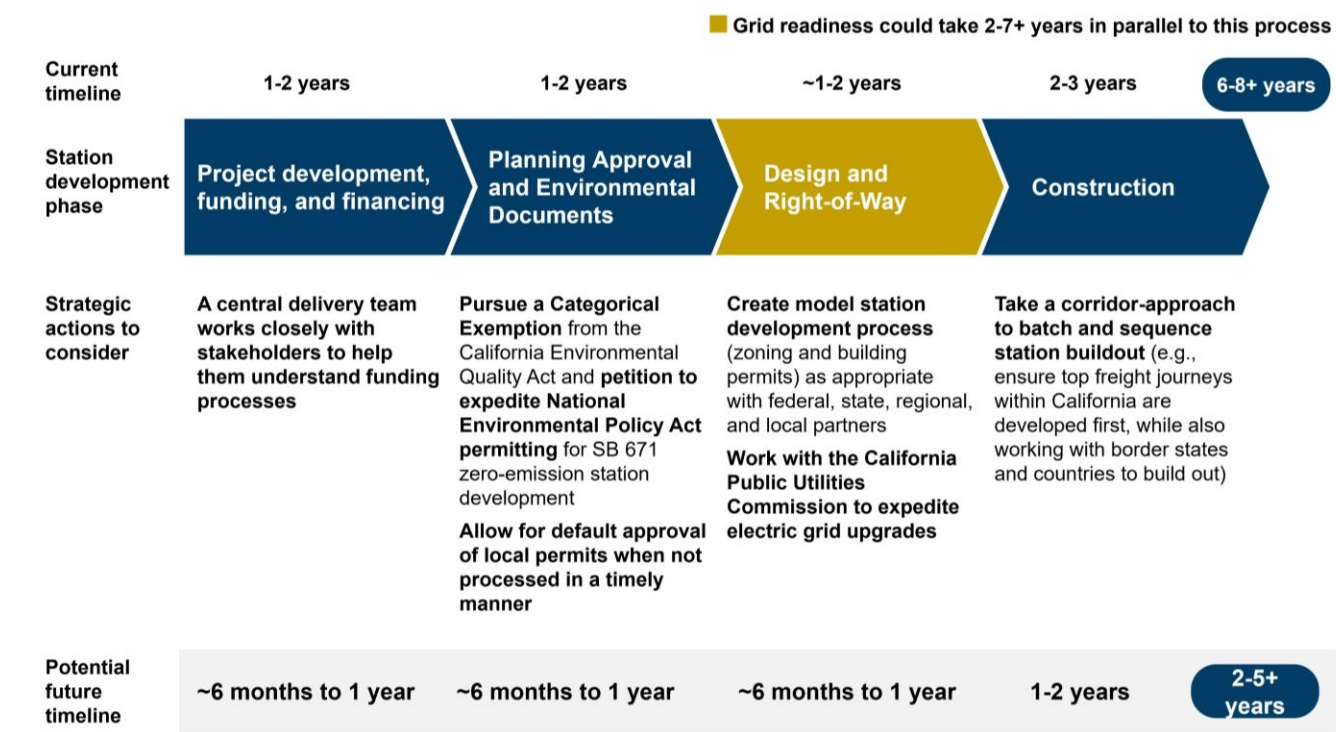 Grid readiness could take 2-7+ years in parallel to this process
Current
timeline
1-2 years
1-2 years
~1-2 years
2-3 years
6-8+ years
Station
development
phase
Project development,
funding, and financing
Planning Approval
and Environmental
Documents
Design and
Right-of-Way
Construction
Strategic
actions to
consider
A central delivery team
works closely with
stakeholders to help
them understand funding
processes
Pursue a Categorical
Exemption from the
California Environmental
Quality Act and petition to
expedite National
Environmental Policy Act
permitting for SB 671
zero-emission station
development
Allow for default approval
of local permits when not
processed in a timely
manner
Create model station
development process
(zoning and building
permits) as appropriate
with federal, state, regional,
and local partners
Work with the California
Public Utilities
Commission to expedite
electric grid upgrades
Take a corridor-approach
to batch and sequence
station buildout (e.g.,
ensure top freight journeys
within California are
developed first, while also
working with border states
and countries to build out)
Potential
future
timeline
~6 months to 1 year
~6 months to 1 year
~6 months to 1 year
1-2 years
2-5+
years